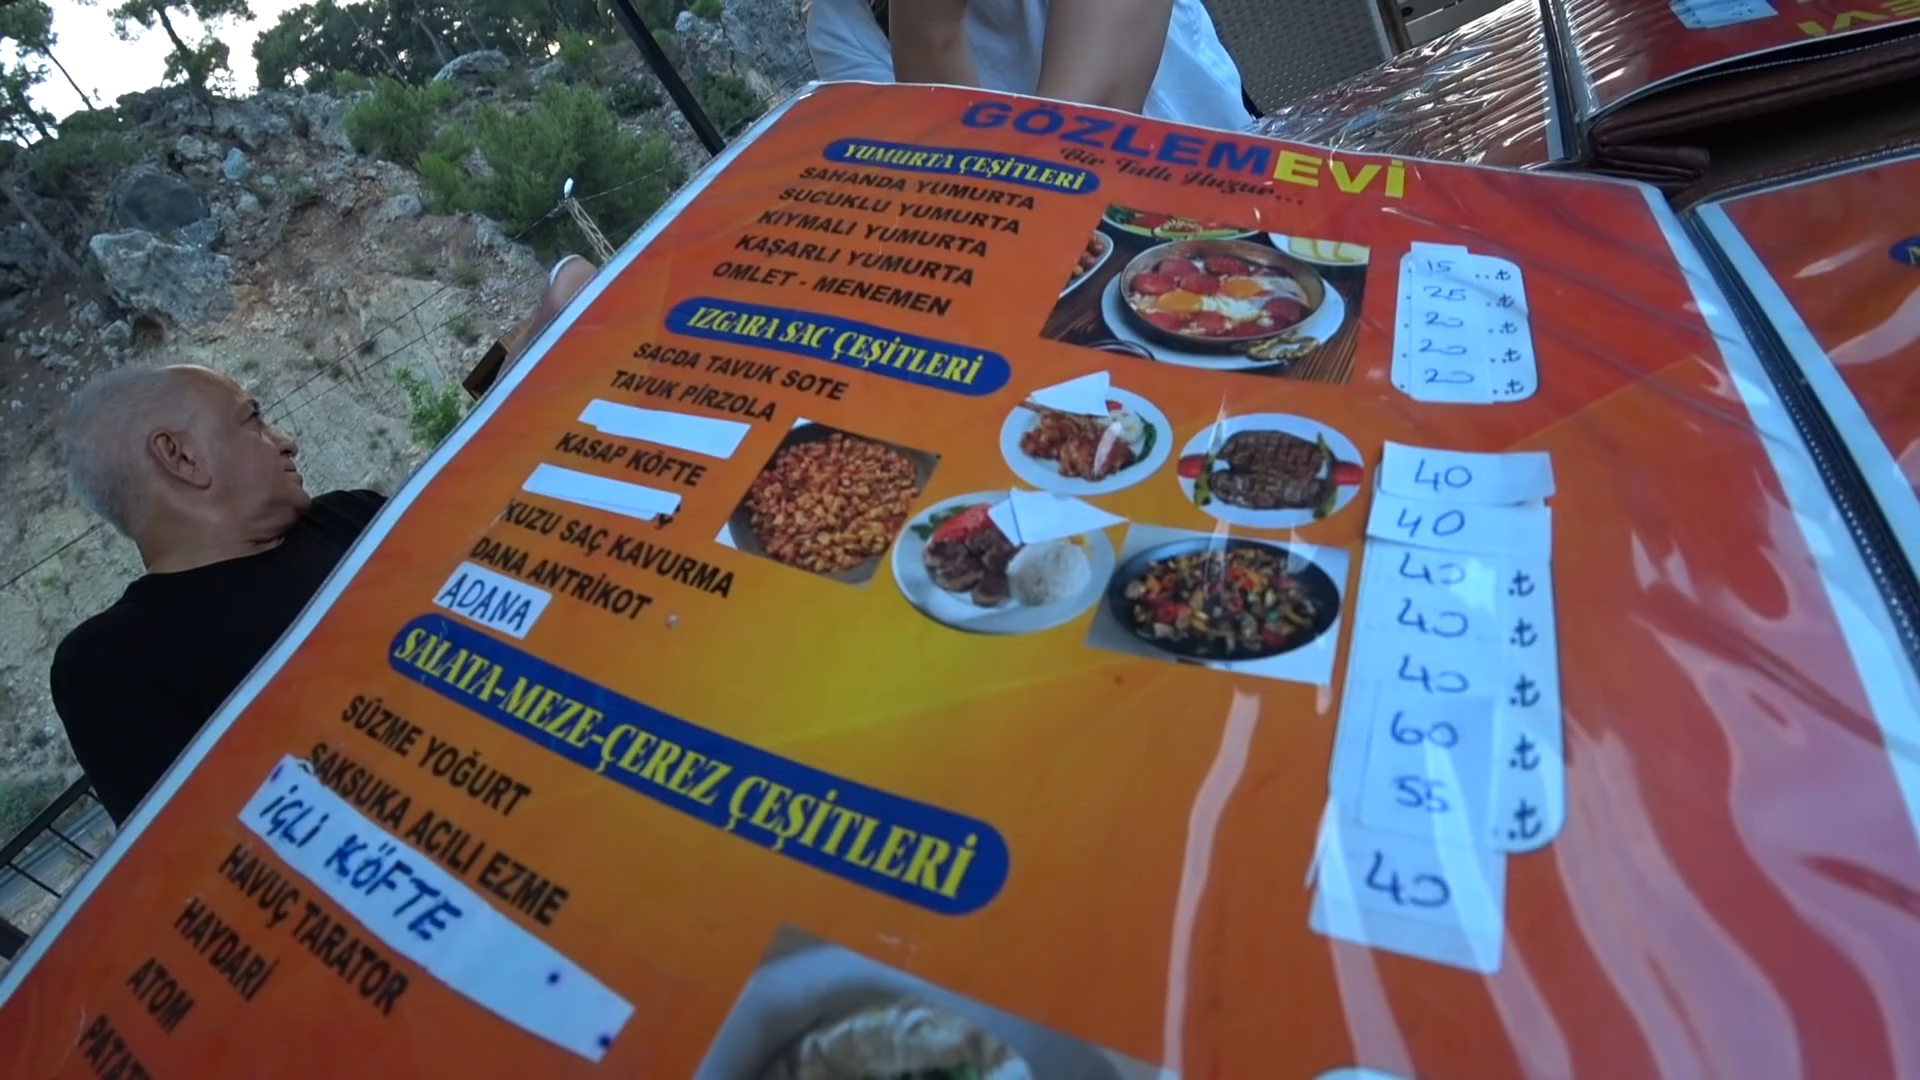 GÖZLEMEVİ
Bir Tatlı Huzur...
YUMURTA ÇEŞİTLERİ
SAHANDA YUMURTA 15 ..₺
SUCUKLU YUMURTA 25 ..₺
KIYMALI YUMURTA 20 ..₺
KAŞARLI YUMURTA 20 ..₺
OMLET - MENEMEN 20 ..₺
IZGARA SAC ÇEŞİTLERİ
SACDA TAVUK SOTE 40
TAVUK PİRZOLA 40
40 .₺
KASAP KÖFTE 40 .₺
40 .₺
KUZU SAÇ KAVURMA 60 .₺
DANA ANTRİKOT 55 ..₺
ADANA 40
SALATA-MEZE-ÇEREZ ÇEŞİTLERİ
SÜZME YOĞURT
ŞAKSUKA ACILI EZME
İÇLİ KÖFTE
HAVUÇ TARATOR
HAYDARİ
ATOM